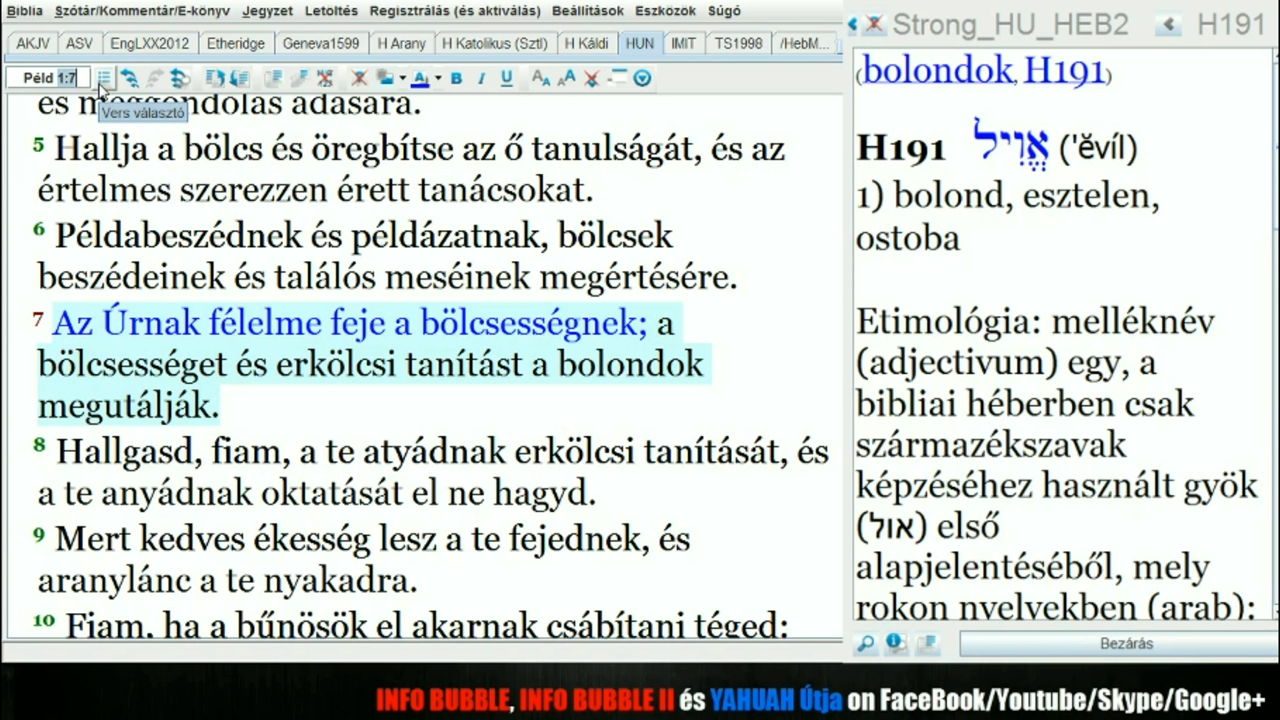 Biblia Szótár/Kommentár/E-könyv Jegyzet Letöltés Regisztrálás (és aktiválás) Beállítások Eszközök Súgó
AKJV ASV EngLXX2012 Etheridge Geneva1599 H Arany H Katolikus (Sztl) H Káldi HUN IMIT TS1998 /HebM...
Péld 1:7
Vers választó
és meggondolás adására.
5 Hallja a bölcs és öregbítse az ő tanulságát, és az
értelmes szerezzen érett tanácsokat.
6 Példabeszédnek és példázatnak, bölcsek
beszédeinek és találós meséinek megértésére.
7 Az Úrnak félelme feje a bölcsességnek; a
bölcsességet és erkölcsi tanítást a bolondok
megutálják.
8 Hallgasd, fiam, a te atyádnak erkölcsi tanítását, és
a te anyádnak oktatását el ne hagyd.
9 Mert kedves ékesség lesz a te fejednek, és
aranylánc a te nyakadra.
10 Fiam, ha a bűnösök el akarnak csábítani téged:
Strong_HU_HEB2 H191
(bolondok, H191)
H191 אֱוִיל ('ĕvíl)
1) bolond, esztelen,
ostoba
Etimológia: melléknév
(adjectivum) egy, a
bibliai héberben csak
származékszavak
képzéséhez használt gyök
(אול) első
alapjelentéséből, mely
rokon nyelvekben (arab):
Bezárás
INFO BUBBLE, INFO BUBBLE II és YAHUAH Útja on FaceBook/Youtube/Skype/Google+